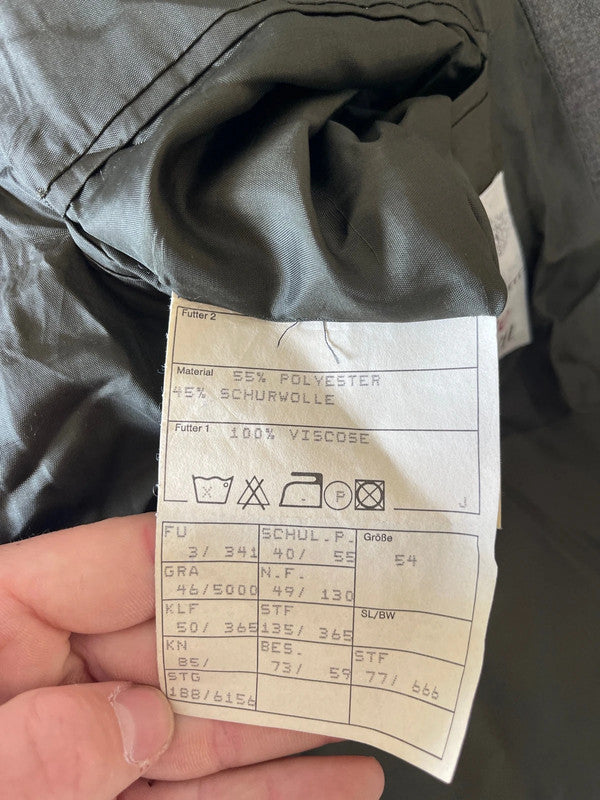 Futter 2
Material 55% POLYESTER
45% SCHURWOLLE
Futter 1 100% VISCOSE
P
J
FU
3/ 341
SCHUL.P.
40/ 55
Größe
54
GRA
46/5000
N.F.
49/ 130
KLF
50/ 365
STF
135/ 365
SL/BW
KN
85/
BES.
73/ 59
STF
77/ 666
STG
188/6156